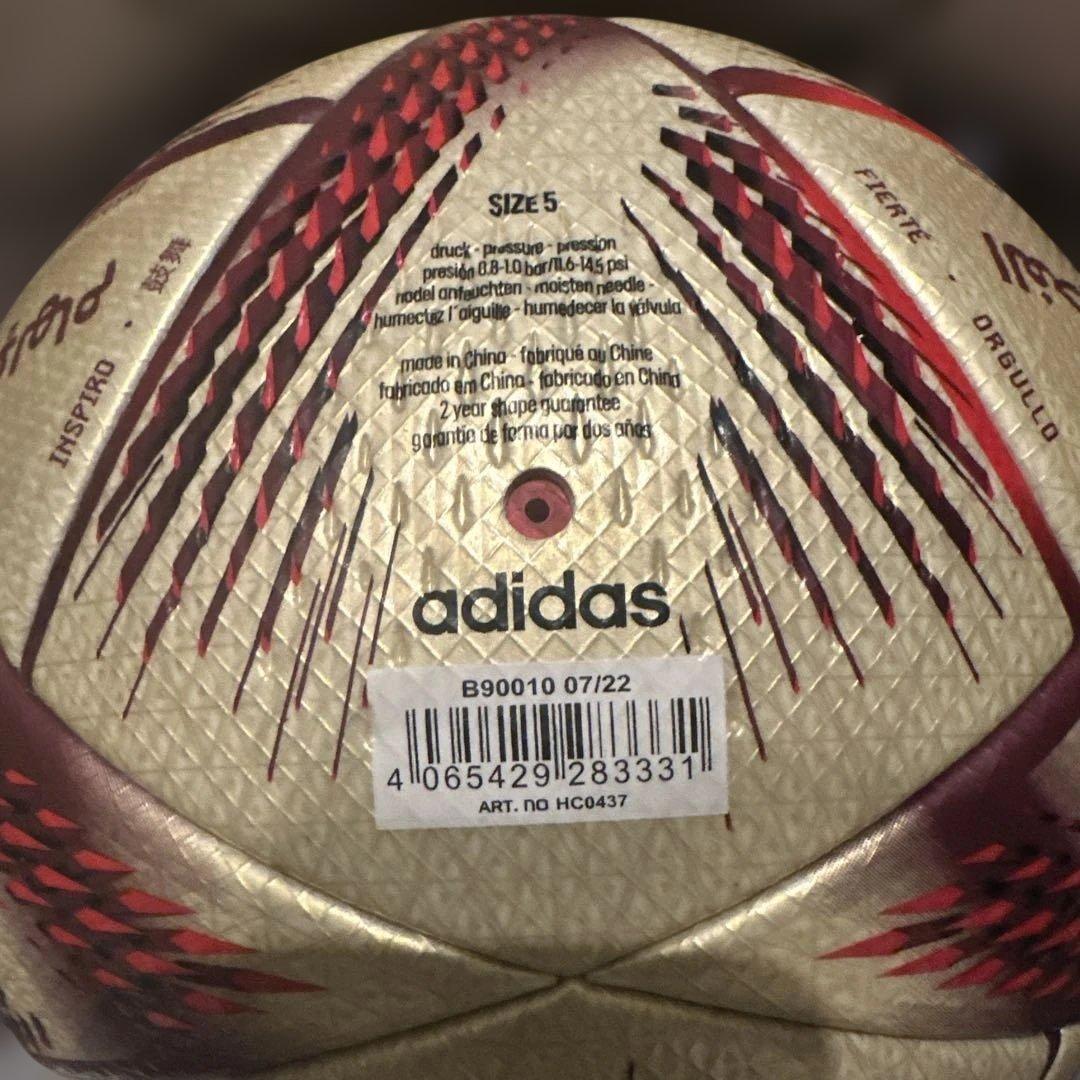 SIZE 5
druck - pressure - pression
presión 0.8-1.0 bar/11.6-14.5 psi
nadel anfeuchten - moisten needle -
humectez l'aiguille - humedecer la válvula
made in China - fabriqué au Chine
fabricado em China - fabricado en China
2 year shape guarantee
garantie de forma por dos años
adidas
B90010 07/22
4 065429 283331
ART. no HC0437
鼓舞
INSPIRO
FIERTÉ
ORGULLO